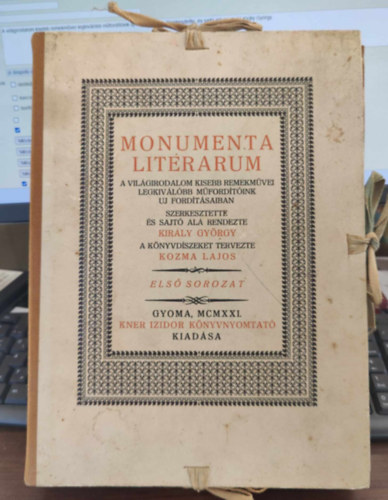 MONUMENTA
LITERARUM
A VILÁGIRODALOM KISEBB REMEKMŰVEI
LEGKIVÁLÓBB MŰFORDÍTÓINK
UJ FORDÍTÁSAIBAN
SZERKESZTETTE
ÉS SAJTÓ ALÁ RENDEZTE
KIRÁLY GYÖRGY
A KÖNYVDÍSZEKET TERVEZTE
KOZMA LAJOS
ELSŐ SOROZAT
GYOMA, MCMXXI.
KNER IZIDOR KÖNYVNYOMTATÓ
KIADÁSA